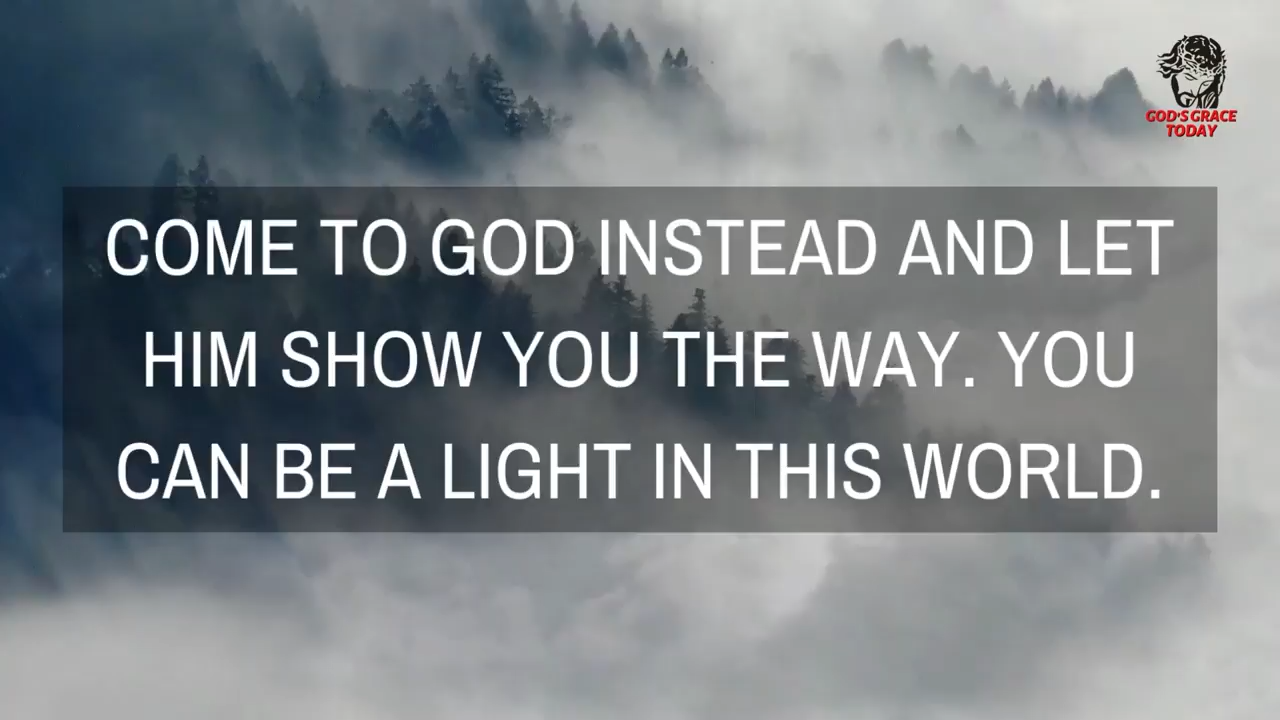 GOD'S GRACE
TODAY
COME TO GOD INSTEAD AND LET
HIM SHOW YOU THE WAY. YOU
CAN BE A LIGHT IN THIS WORLD.